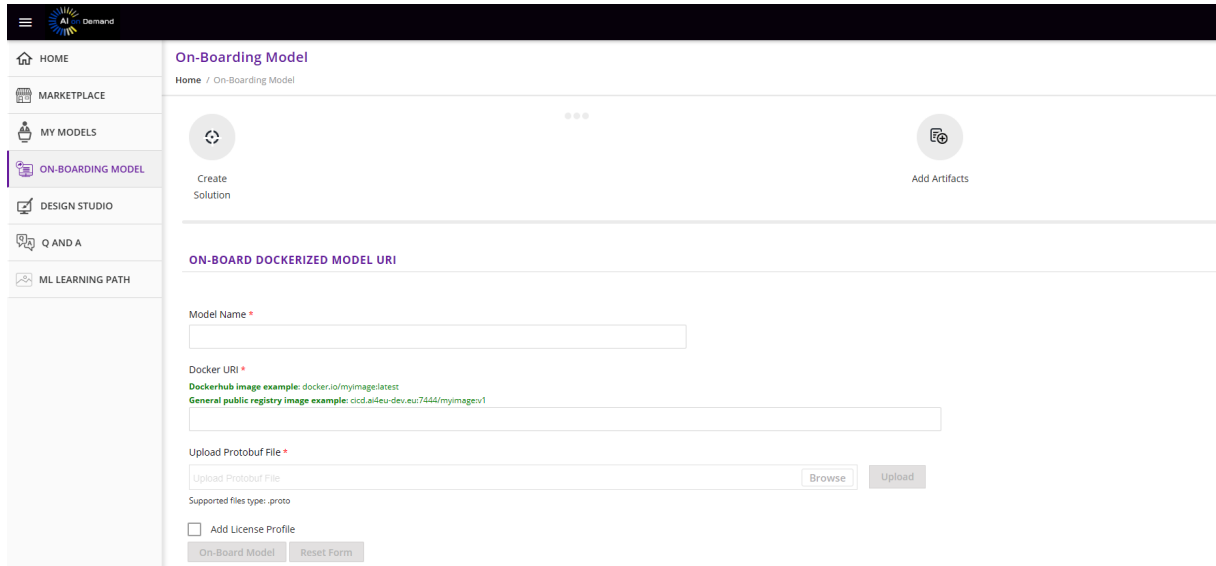 AI on Demand
HOME
MARKETPLACE
MY MODELS
ON-BOARDING MODEL
DESIGN STUDIO
Q AND A
ML LEARNING PATH
On-Boarding Model
Home / On-Boarding Model
Create
Solution
Add Artifacts
ON-BOARD DOCKERIZED MODEL URI
Model Name *
Docker URI *
Dockerhub image example: docker.io/myimage:latest
General public registry image example: cicd.ai4eu-dev.eu:7444/myimage:v1
Upload Protobuf File *
Upload Protobuf File Browse Upload
Supported files type: .proto
Add License Profile
On-Board Model Reset Form